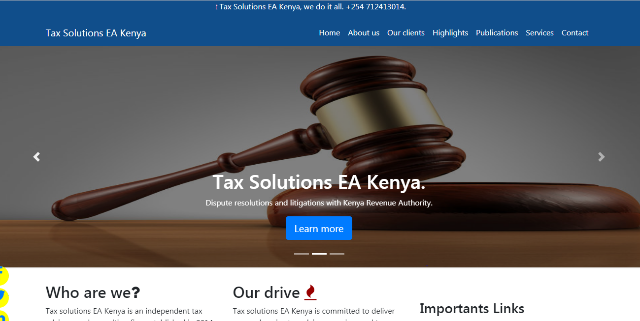 Tax Solutions EA Kenya, we do it all. +254 712413014.
Tax Solutions EA Kenya Home About us Our clients Highlights Publications Services Contact
Tax Solutions EA Kenya.
Dispute resolutions and litigations with Kenya Revenue Authority.
Learn more
Who are we?
Tax solutions EA Kenya is an independent tax
Our drive
Tax solutions EA Kenya is committed to deliver
Importants Links